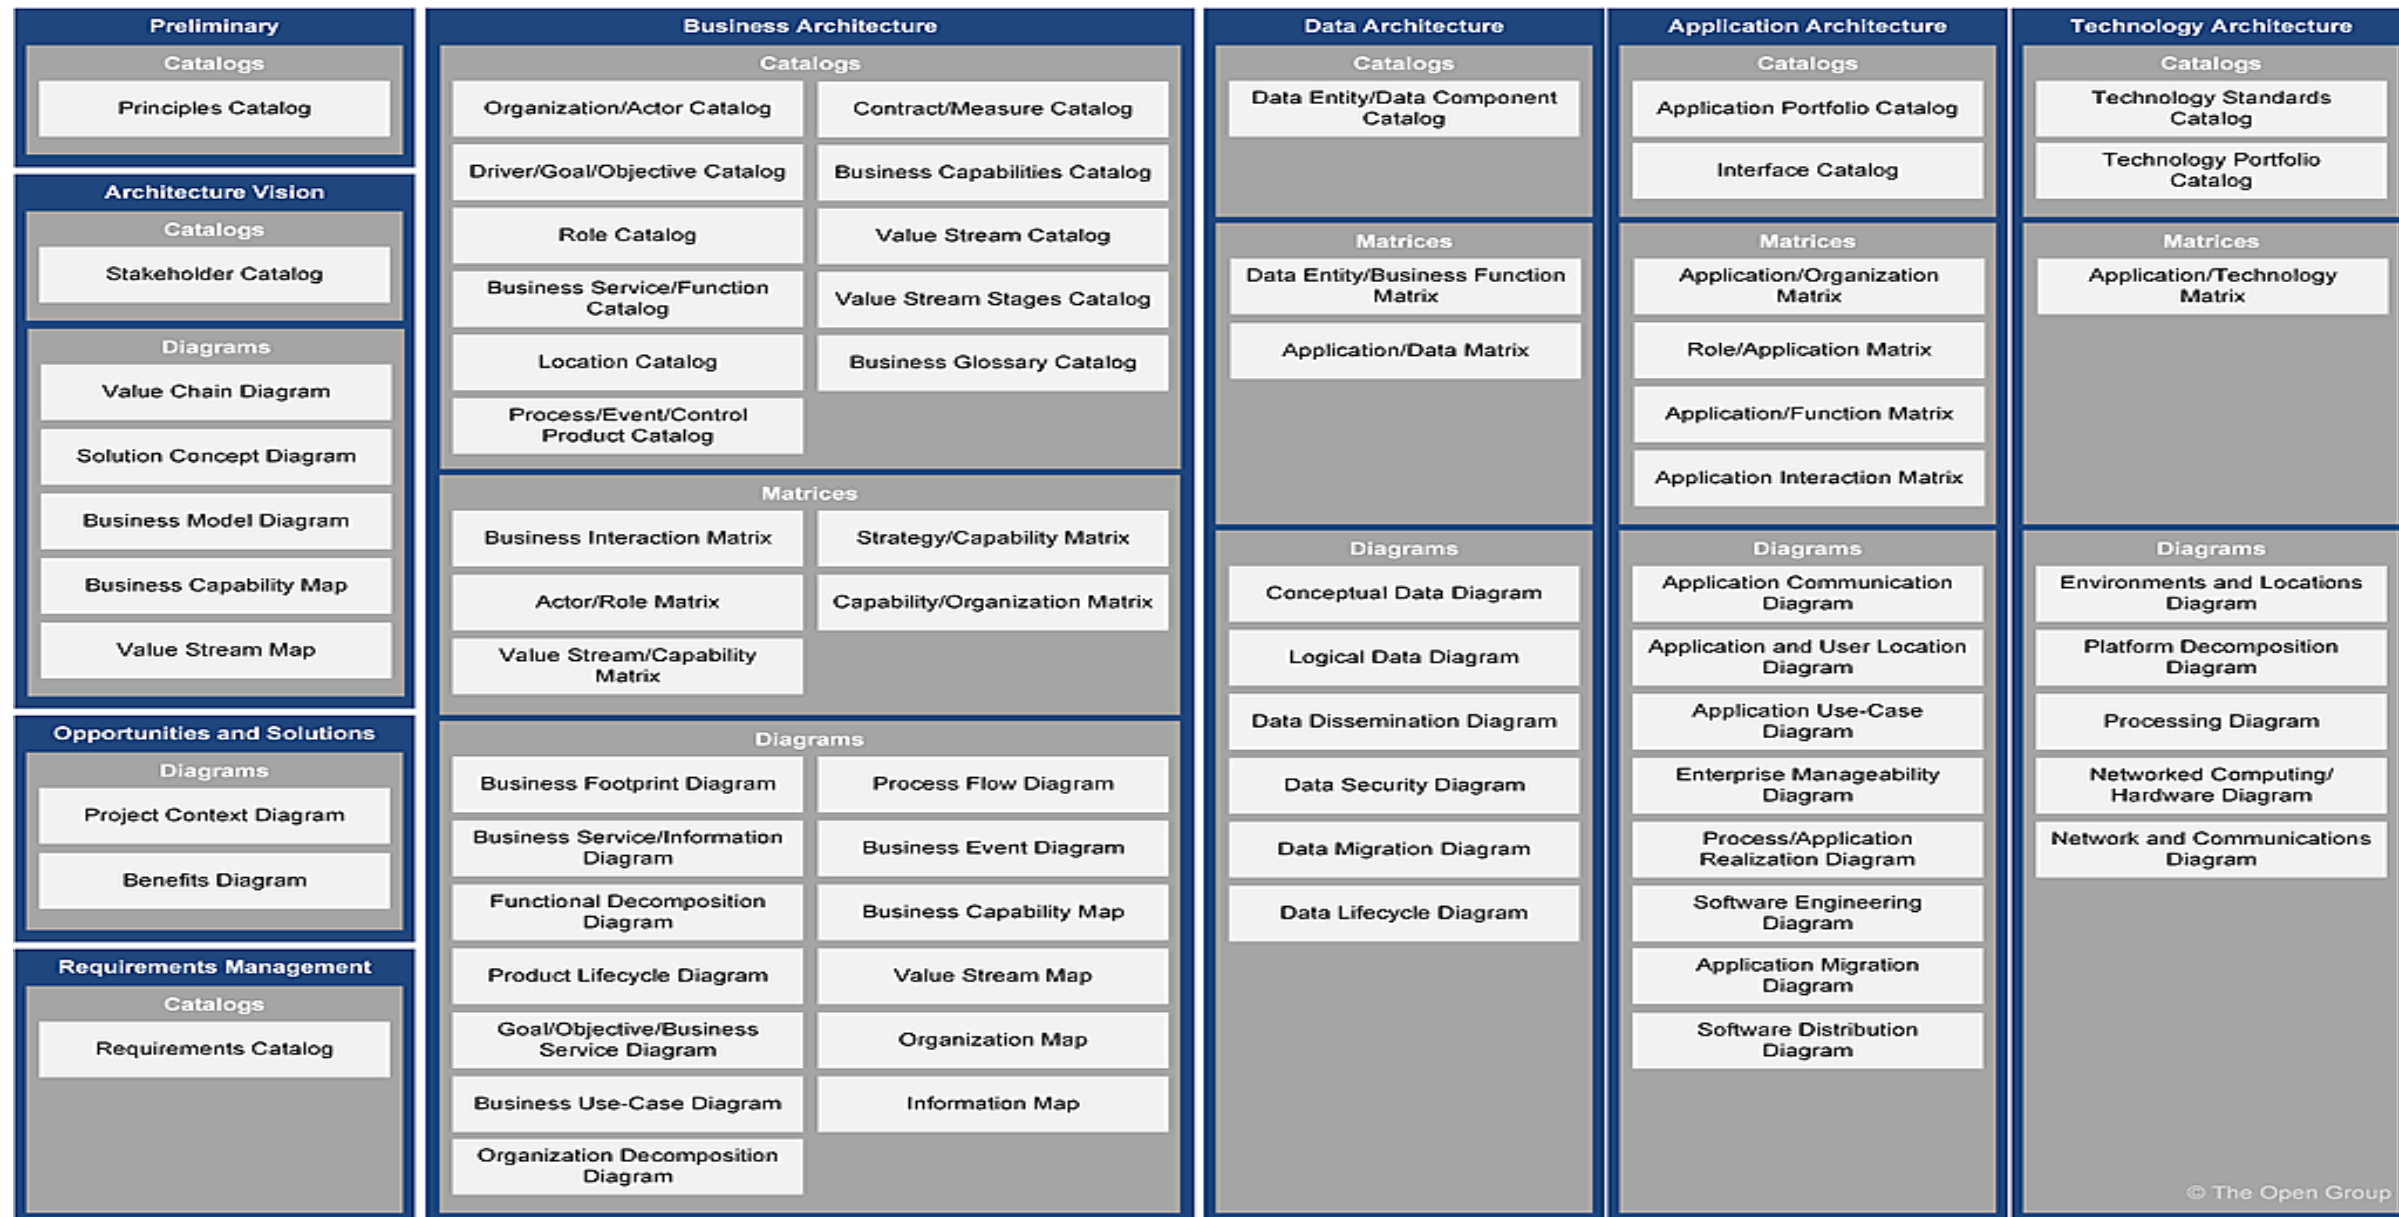 Preliminary
Catalogs
Principles Catalog
Architecture Vision
Catalogs
Stakeholder Catalog
Diagrams
Value Chain Diagram
Solution Concept Diagram
Business Model Diagram
Business Capability Map
Value Stream Map
Opportunities and Solutions
Diagrams
Project Context Diagram
Benefits Diagram
Requirements Management
Catalogs
Requirements Catalog
Business Architecture
Catalogs
Organization/Actor Catalog
Driver/Goal/Objective Catalog
Role Catalog
Business Service/Function
Catalog
Location Catalog
Process/Event/Control
Product Catalog
Contract/Measure Catalog
Business Capabilities Catalog
Value Stream Catalog
Value Stream Stages Catalog
Business Glossary Catalog
Matrices
Business Interaction Matrix
Actor/Role Matrix
Value Stream/Capability
Matrix
Strategy/Capability Matrix
Capability/Organization Matrix
Diagrams
Business Footprint Diagram
Business Service/Information
Diagram
Functional Decomposition
Diagram
Product Lifecycle Diagram
Goal/Objective/Business
Service Diagram
Business Use-Case Diagram
Organization Decomposition
Diagram
Process Flow Diagram
Business Event Diagram
Business Capability Map
Value Stream Map
Organization Map
Information Map
Data Architecture
Catalogs
Data Entity/Data Component
Catalog
Matrices
Data Entity/Business Function
Matrix
Application/Data Matrix
Diagrams
Conceptual Data Diagram
Logical Data Diagram
Data Dissemination Diagram
Data Security Diagram
Data Migration Diagram
Data Lifecycle Diagram
Application Architecture
Catalogs
Application Portfolio Catalog
Interface Catalog
Matrices
Application/Organization
Matrix
Role/Application Matrix
Application/Function Matrix
Application Interaction Matrix
Diagrams
Application Communication
Diagram
Application and User Location
Diagram
Application Use-Case
Diagram
Enterprise Manageability
Diagram
Process/Application
Realization Diagram
Software Engineering
Diagram
Application Migration
Diagram
Software Distribution
Diagram
Technology Architecture
Catalogs
Technology Standards
Catalog
Technology Portfolio
Catalog
Matrices
Application/Technology
Matrix
Diagrams
Environments and Locations
Diagram
Platform Decomposition
Diagram
Processing Diagram
Networked Computing/
Hardware Diagram
Network and Communications
Diagram
© The Open Group